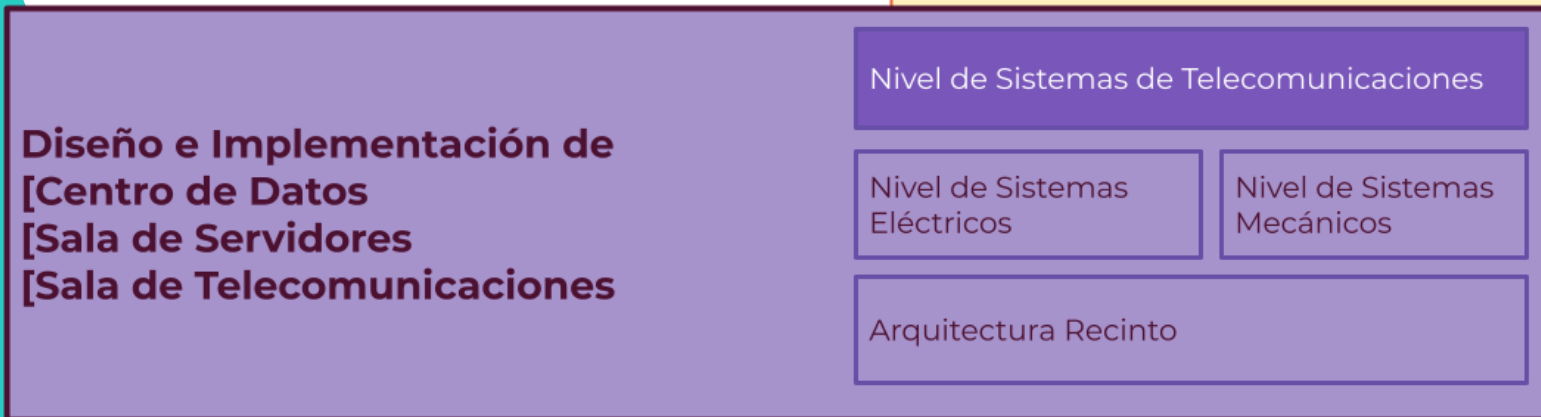 Diseño e Implementación de
[Centro de Datos
[Sala de Servidores
[Sala de Telecomunicaciones
Nivel de Sistemas de Telecomunicaciones
Nivel de Sistemas
Eléctricos
Nivel de Sistemas
Mecánicos
Arquitectura Recinto